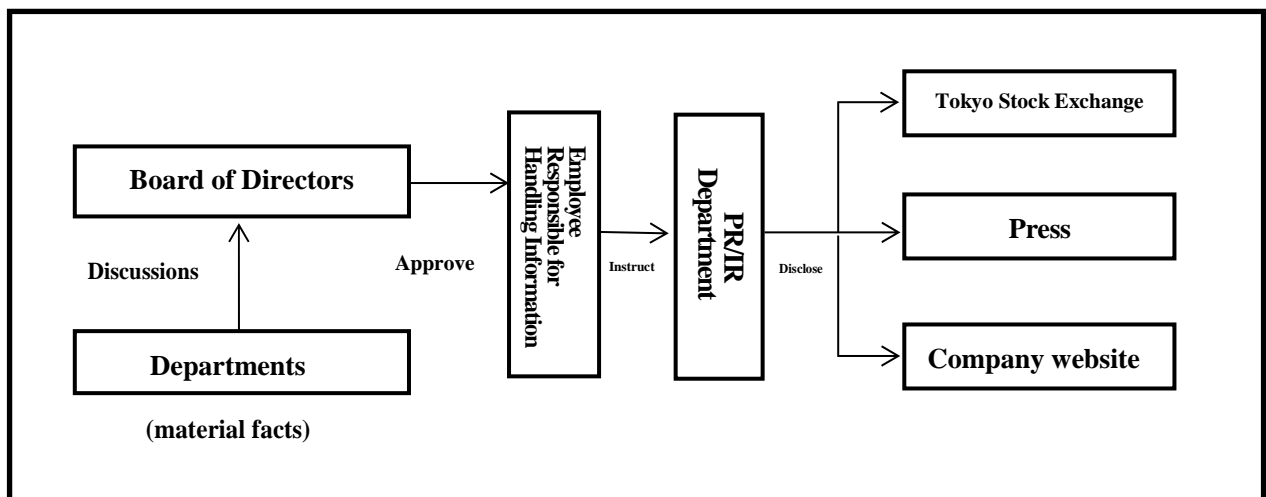 Board of Directors
Discussions
Departments
(material facts)
Approve
Employee
Responsible for
Handling Information
Instruct
PR/IR
Department
Disclose
Tokyo Stock Exchange
Press
Company website